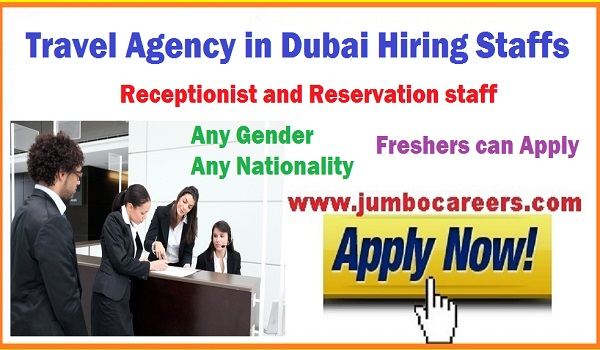 Travel Agency in Dubai Hiring Staffs
Receptionist and Reservation staff
Any Gender
Any Nationality
Freshers can Apply
www.jumbocareers.com
Apply Now!